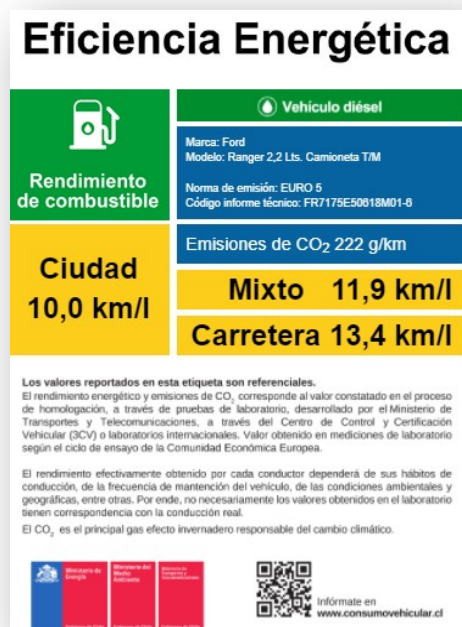 Eficiencia Energética
Rendimiento
de combustible
Vehículo diésel
Marca: Ford
Modelo: Ranger 2,2 Lts. Camioneta T/M
Norma de emisión: EURO 5
Código informe técnico: FR7175E50618M01-6
Emisiones de CO2 222 g/km
Ciudad
10,0 km/l
Mixto 11,9 km/l
Carretera 13,4 km/l
Los valores reportados en esta etiqueta son referenciales.
El rendimiento energético y emisiones de CO2 corresponde al valor constatado en el proceso
de homologación, a través de pruebas de laboratorio, desarrollado por el Ministerio de
Transportes y Telecomunicaciones, a través del Centro de Control y Certificación
Vehicular (3CV) o laboratorios internacionales. Valor obtenido en mediciones de laboratorio
según el ciclo de ensayo de la Comunidad Económica Europea.
El rendimiento efectivamente obtenido por cada conductor dependerá de sus hábitos de
conducción, de la frecuencia de mantención del vehículo, de las condiciones ambientales y
geográficas, entre otras. Por ende, no necesariamente los valores obtenidos en el laboratorio
tienen correspondencia con la conducción real.
El CO2 es el principal gas efecto invernadero responsable del cambio climático.
Ministerio de
Energía
Ministerio del
Medio
Ambiente
Ministerio de
Transportes y
Telecomunicaciones
Infórmate en
www.consumovehicular.cl